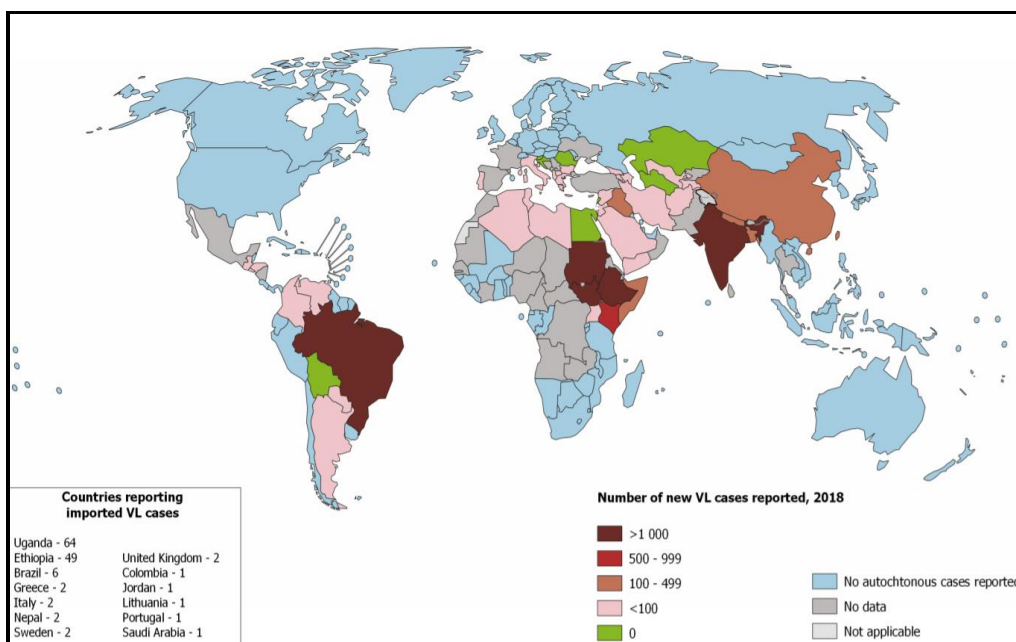 Countries reporting
imported VL cases
Uganda - 64
Ethiopia - 49
Brazil - 6
Greece - 2
Italy - 2
Nepal - 2
Sweden - 2
United Kingdom - 2
Colombia - 1
Jordan - 1
Lithuania - 1
Portugal - 1
Saudi Arabia - 1
Number of new VL cases reported, 2018
>1 000
500 - 999
100 - 499
<100
0
No autochtonous cases reported
No data
Not applicable